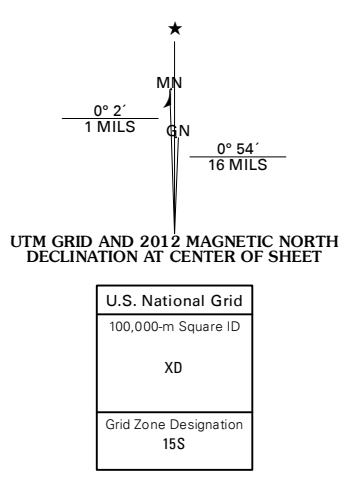 ★
MN
0° 2´
1 MILS
GN
0° 54´
16 MILS
UTM GRID AND 2012 MAGNETIC NORTH
DECLINATION AT CENTER OF SHEET
U.S. National Grid
100,000-m Square ID
XD
Grid Zone Designation
15S